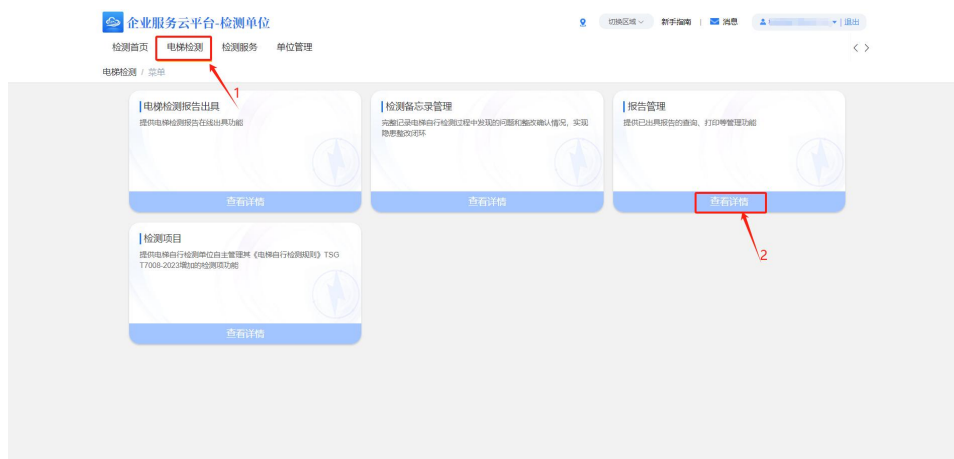 企业服务云平台-检测单位
切换区域 新手指南 | 消息 | 退出
检测首页 电梯检测 检测服务 单位管理
电梯检测 / 菜单
1
电梯检测报告出具
提供电梯检测报告在线出具功能
查看详情
检测备忘录管理
完整记录电梯自行检测过程中发现的问题和整改确认情况，实现
隐患整改闭环
查看详情
报告管理
提供已出具报告的查询、打印等管理功能
查看详情
2
检测项目
提供电梯自行检测单位自主管理其《电梯自行检测规则》TSG
T7008-2023增加的检测项功能
查看详情